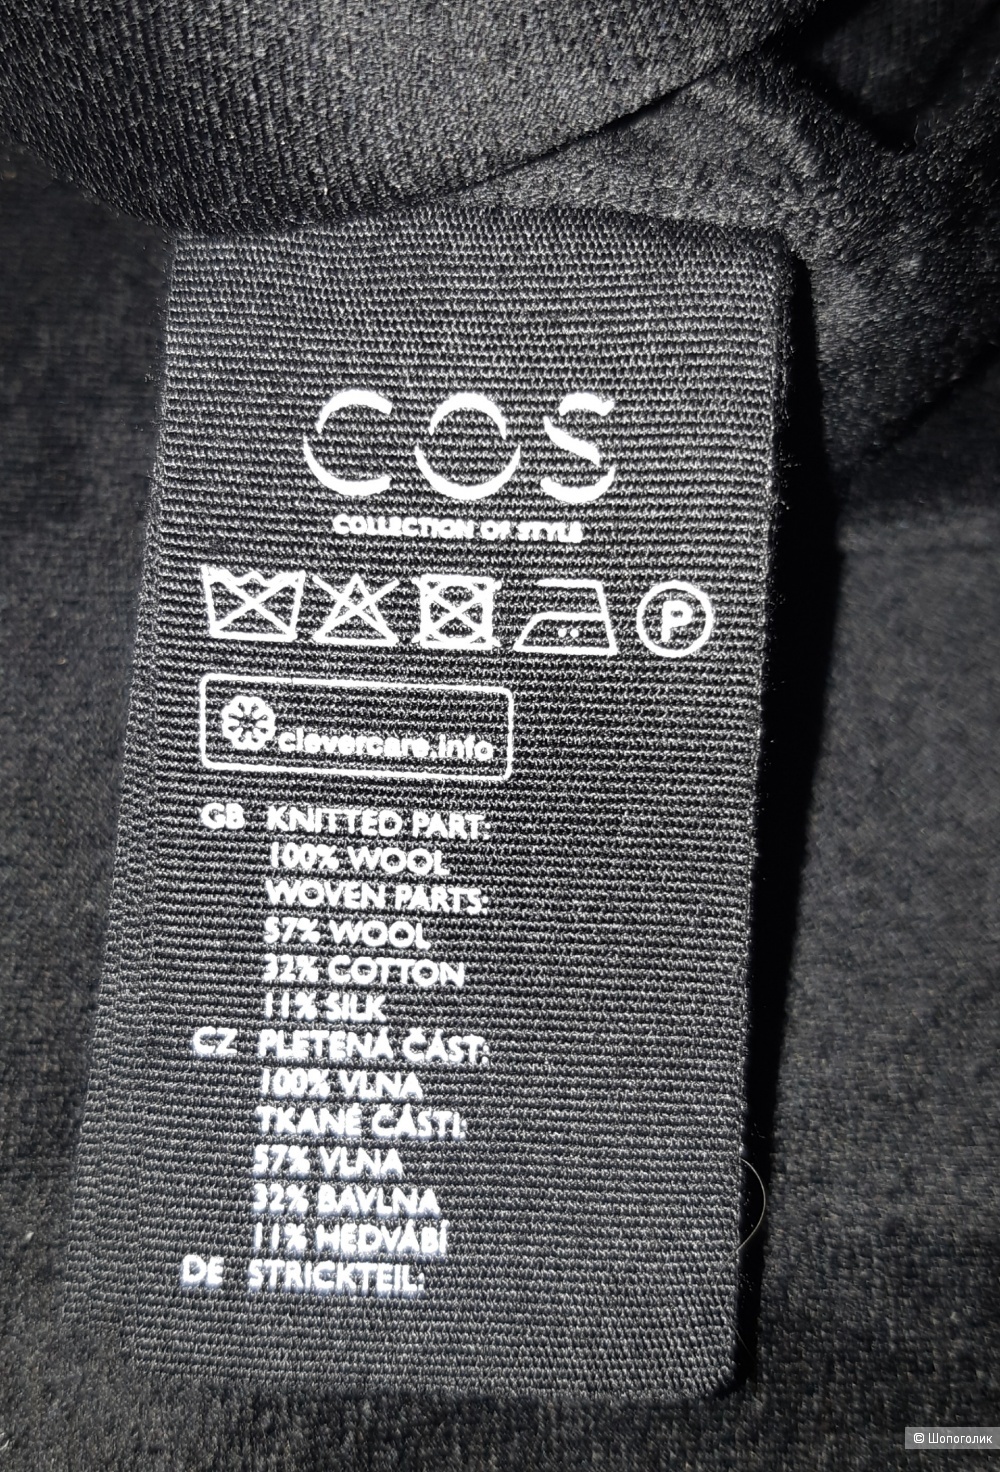 COS
COLLECTION OF STYLE
P
clevercare.info
GB KNITTED PART:
100% WOOL
WOVEN PARTS:
57% WOOL
32% COTTON
11% SILK
CZ PLETENÁ ČÁST:
100% VLNA
TKANÉ ČÁSTI:
57% VLNA
32% BAVLNA
11% HEDVÁBÍ
DE STRICKTEIL:
© Шопоголик